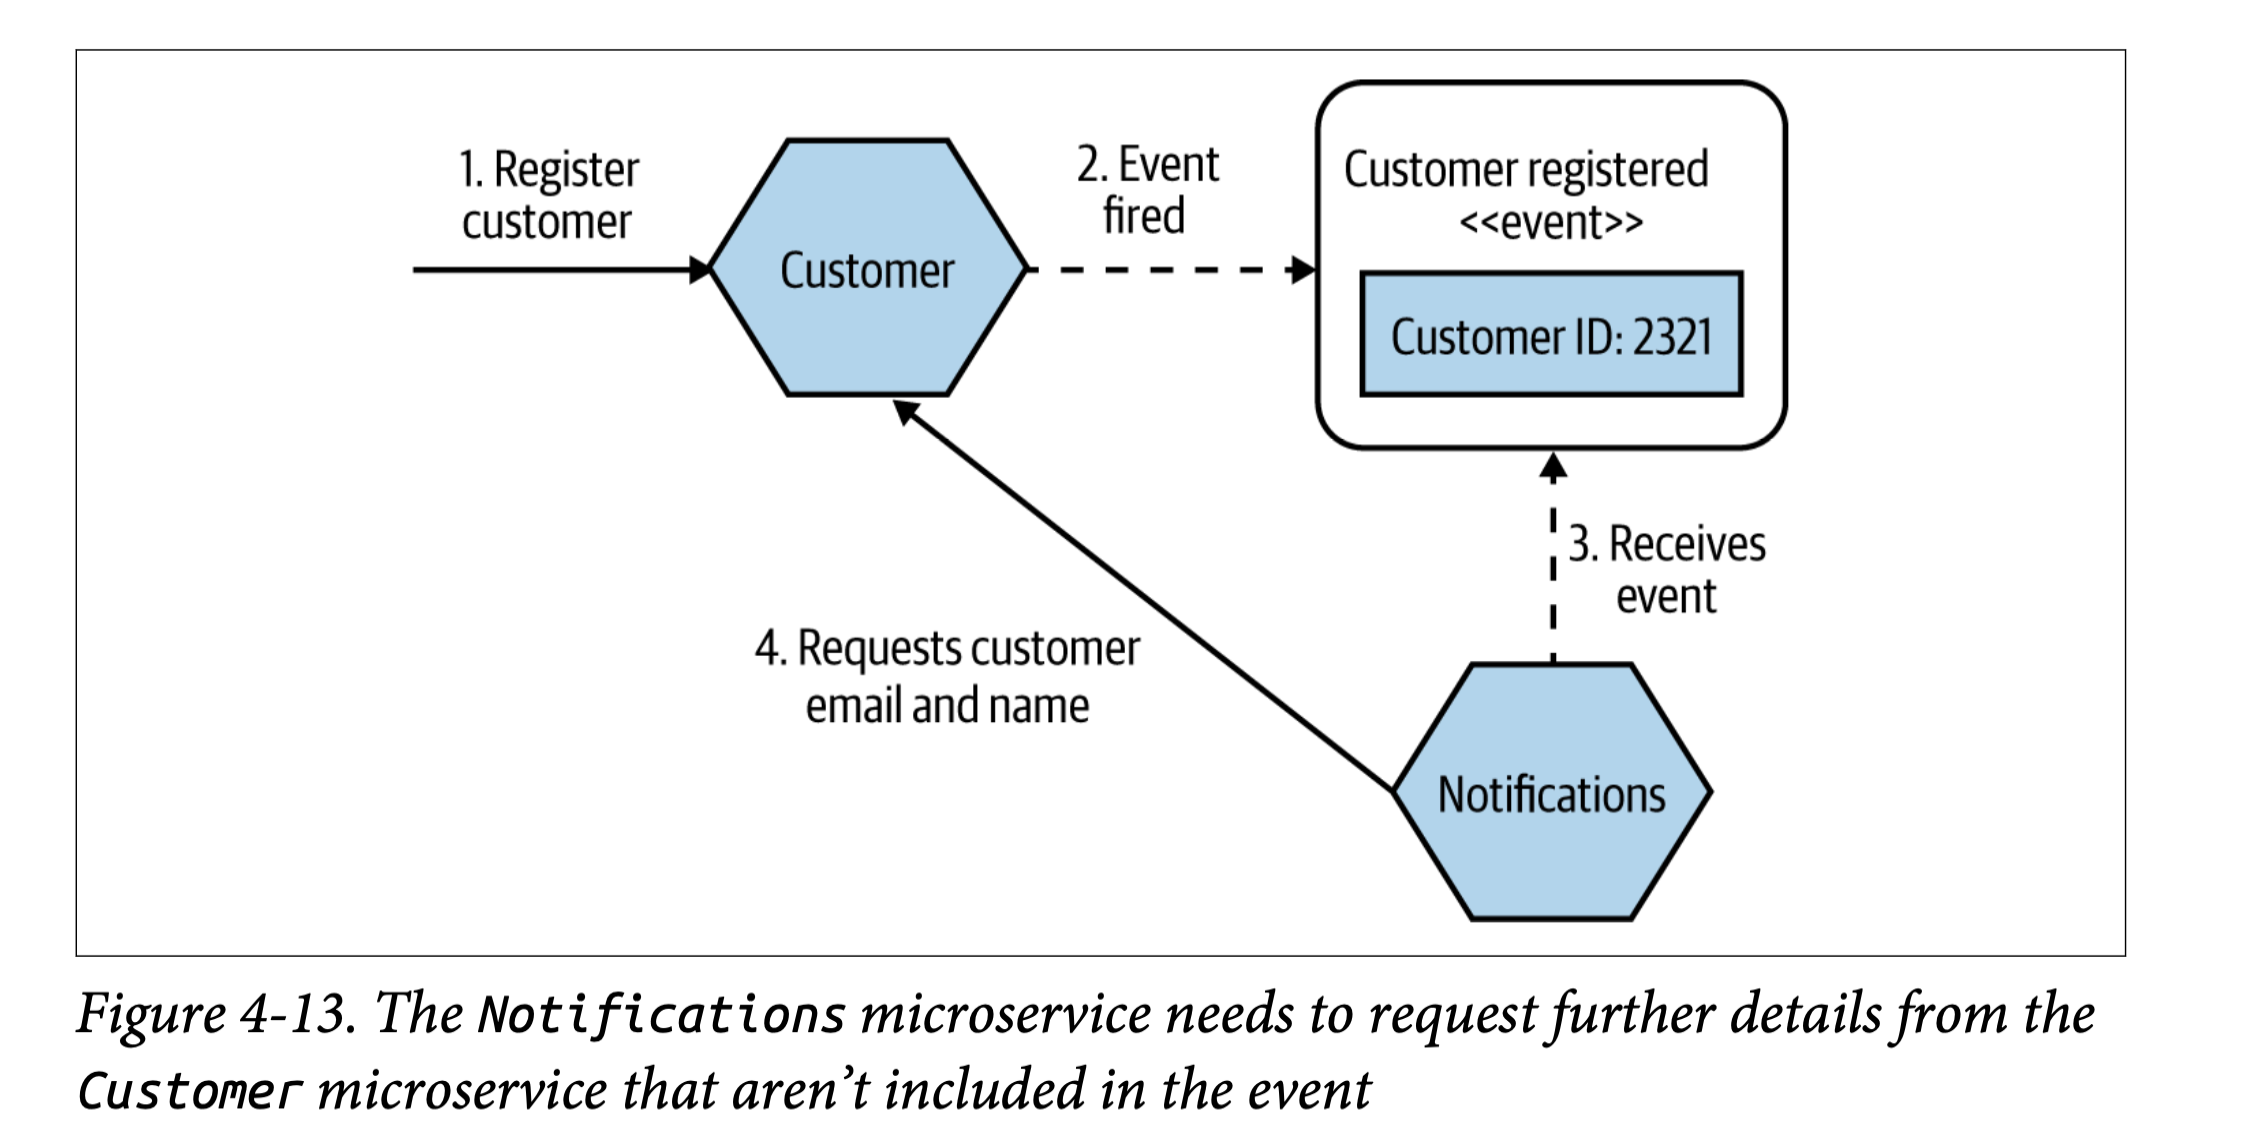 1. Register
customer
Customer
2. Event
fired
Customer registered
<<event>>
Customer ID: 2321
3. Receives
event
4. Requests customer
email and name
Notifications
Figure 4-13. The Notifications microservice needs to request further details from the
Customer microservice that aren’t included in the event